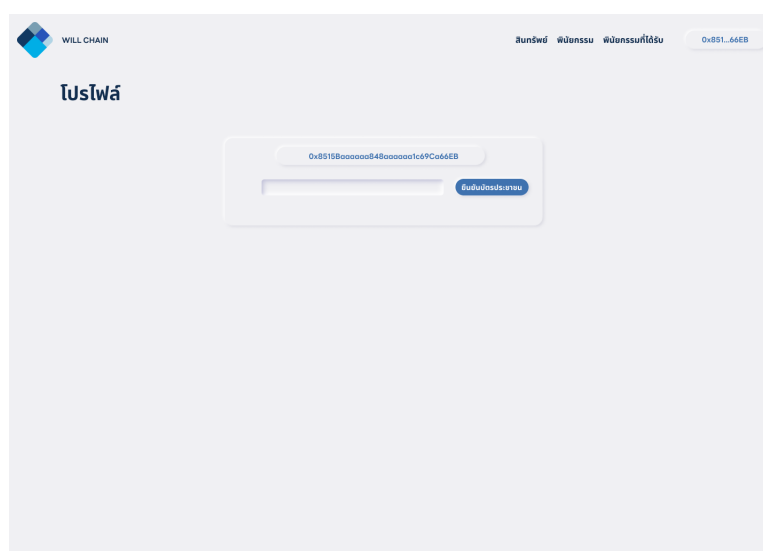 WILL CHAIN
สินทรัพย์ พินัยกรรม พินัยกรรมที่ได้รับ 0x851...66EB
โปรไฟล์
0x8515Baaaaaa848aaaaaa1c69Ca66EB
ยืนยันบัตรประชาชน